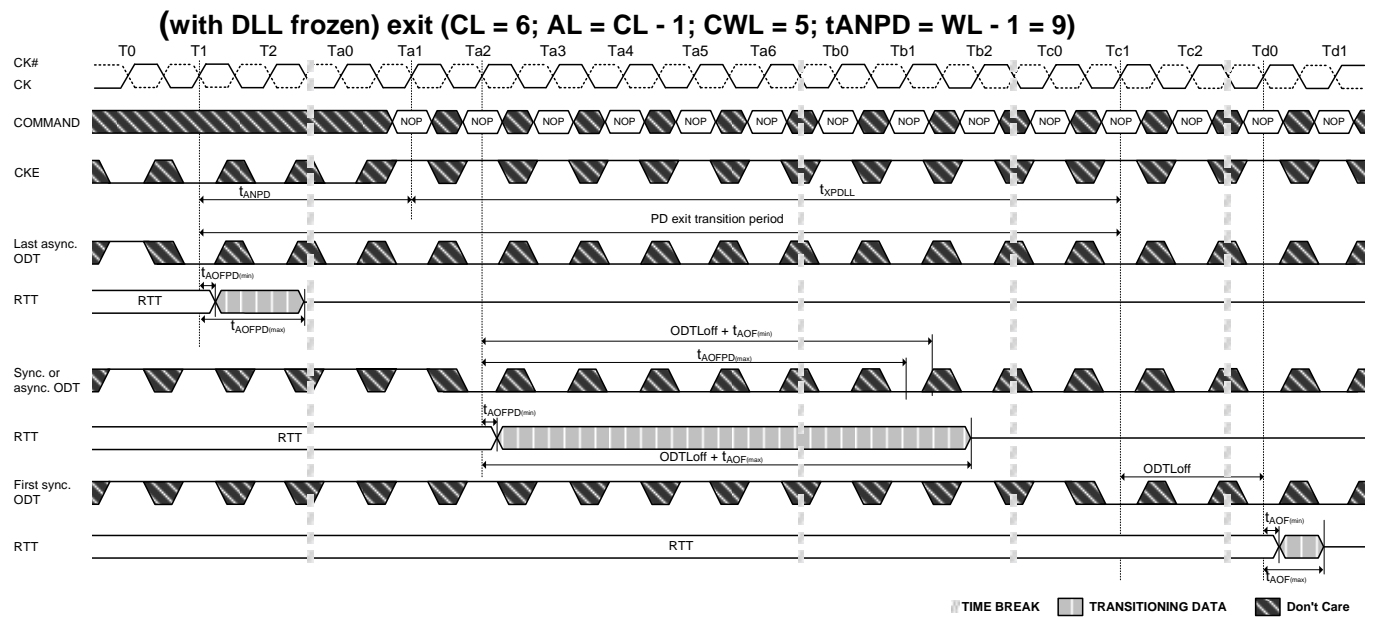 (with DLL frozen) exit (CL = 6; AL = CL - 1; CWL = 5; tANPD = WL - 1 = 9)
T0 T1 T2 Ta0 Ta1 Ta2 Ta3 Ta4 Ta5 Ta6 Tb0 Tb1 Tb2 Tc0 Tc1 Tc2 Td0 Td1
CK#
CK
COMMAND NOP NOP NOP NOP NOP NOP NOP NOP NOP NOP NOP NOP NOP NOP
CKE
tANPD tXPDLL
PD exit transition period
Last async.
ODT
tAOFPD(min)
RTT RTT
tAOFPD(max)
ODTLoff + tAOF(min)
tAOFPD(max)
Sync. or
async. ODT
tAOFPD(min)
RTT RTT
ODTLoff + tAOF(max)
ODTLoff
First sync.
ODT
tAOF(min)
RTT RTT
tAOF(max)
TIME BREAK TRANSITIONING DATA Don't Care